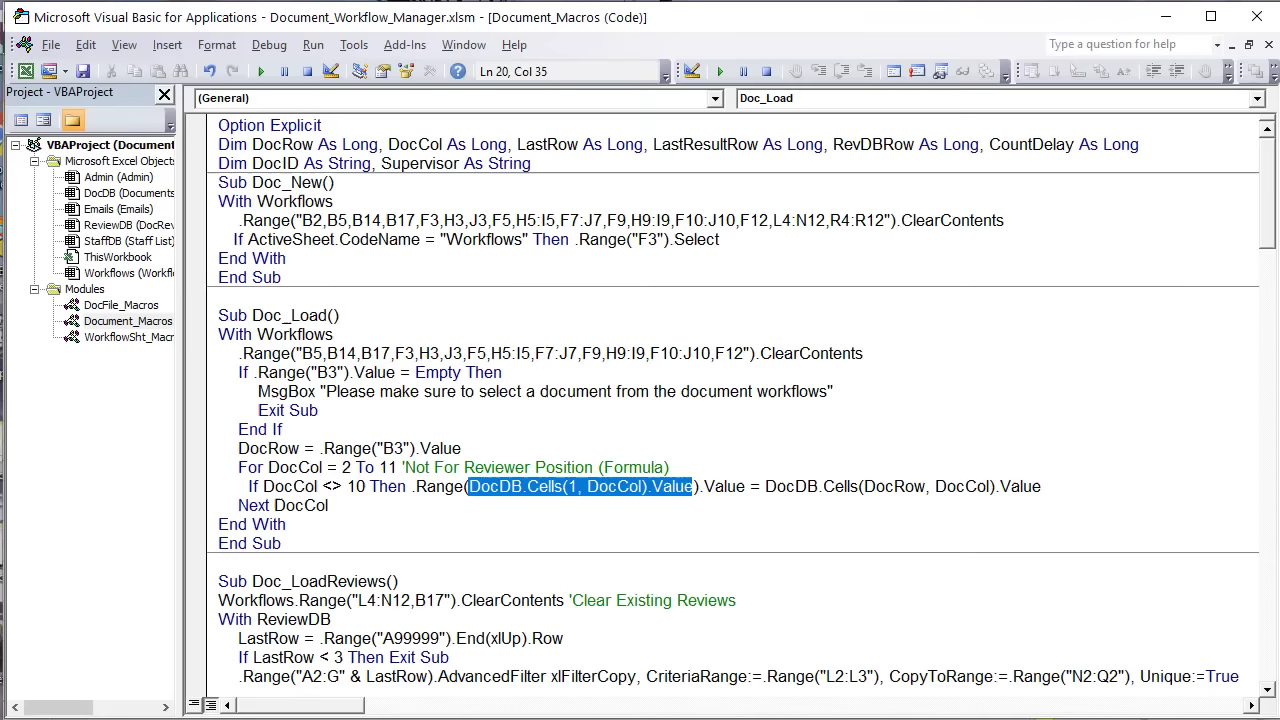 Microsoft Visual Basic for Applications - Document_Workflow_Manager.xlsm - [Document_Macros (Code)]
File Edit View Insert Format Debug Run Tools Add-Ins Window Help Type a question for help
Ln 20, Col 35
Project - VBAProject
(General) Doc_Load
VBAProject (Document
Microsoft Excel Objects
Admin (Admin)
DocDB (Documents
Emails (Emails)
ReviewDB (DocRev
StaffDB (Staff List)
ThisWorkbook
Workflows (Workfl
Modules
DocFile_Macros
Document_Macros
WorkflowSht_Macr
Option Explicit
Dim DocRow As Long, DocCol As Long, LastRow As Long, LastResultRow As Long, RevDBRow As Long, CountDelay As Long
Dim DocID As String, Supervisor As String
Sub Doc_New()
With Workflows
.Range("B2,B5,B14,B17,F3,H3,J3,F5,H5:I5,F7:J7,F9,H9:I9,F10:J10,F12,L4:N12,R4:R12").ClearContents
If ActiveSheet.CodeName = "Workflows" Then .Range("F3").Select
End With
End Sub
Sub Doc_Load()
With Workflows
.Range("B5,B14,B17,F3,H3,J3,F5,H5:I5,F7:J7,F9,H9:I9,F10:J10,F12").ClearContents
If .Range("B3").Value = Empty Then
MsgBox "Please make sure to select a document from the document workflows"
Exit Sub
End If
DocRow = .Range("B3").Value
For DocCol = 2 To 11 'Not For Reviewer Position (Formula)
If DocCol <> 10 Then .Range(DocDB.Cells(1, DocCol).Value).Value = DocDB.Cells(DocRow, DocCol).Value
Next DocCol
End With
End Sub
Sub Doc_LoadReviews()
Workflows.Range("L4:N12,B17").ClearContents 'Clear Existing Reviews
With ReviewDB
LastRow = .Range("A99999").End(xlUp).Row
If LastRow < 3 Then Exit Sub
.Range("A2:G" & LastRow).AdvancedFilter xlFilterCopy, CriteriaRange:=.Range("L2:L3"), CopyToRange:=.Range("N2:Q2"), Unique:=True